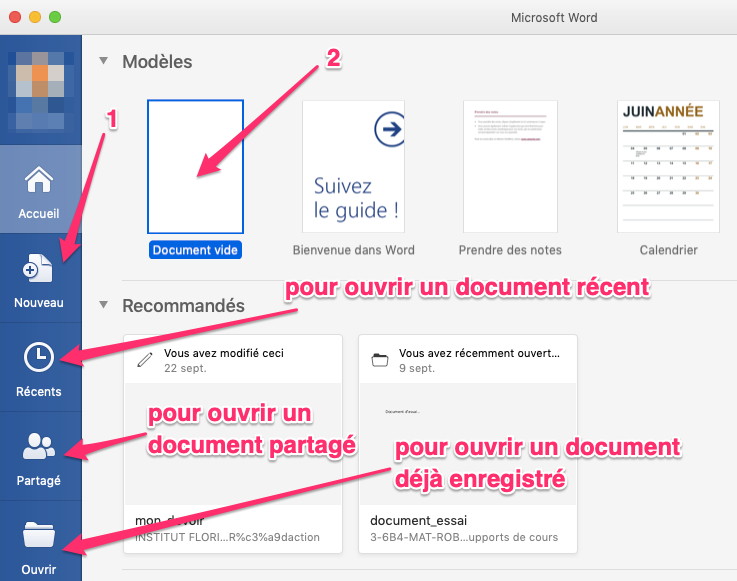 Microsoft Word
Modèles
2
1
JUINANNÉE
Suivez
le guide !
Accueil
Document vide
Bienvenue dans Word
Prendre des notes
Calendrier
pour ouvrir un document récent
Nouveau
Recommandés
Vous avez modifié ceci
22 sept.
Vous avez récemment ouvert...
9 sept.
Récents
pour ouvrir un
document partagé
Document d'essai...
pour ouvrir un document
déjà enregistré
Partagé
mon_devoir
INSTITUT FLORI...R%c3%a9daction
document_essai
3-6B4-MAT-ROB...upports de cours
Ouvrir